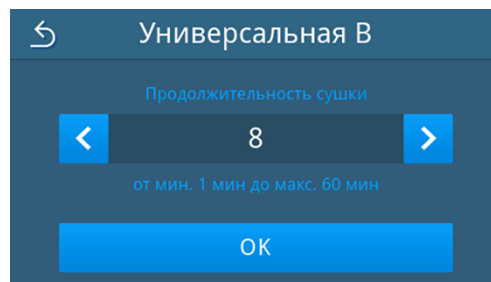 Универсальная B
Продолжительность сушки
8
от мин. 1 мин до макс. 60 мин
OK